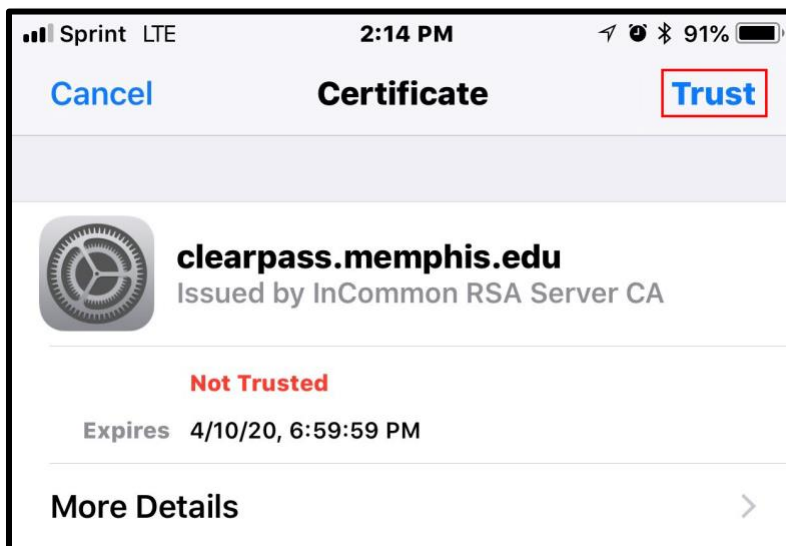 Sprint LTE 2:14 PM 91%
Cancel Certificate Trust
clearpass.memphis.edu
Issued by InCommon RSA Server CA
Not Trusted
Expires 4/10/20, 6:59:59 PM
More Details